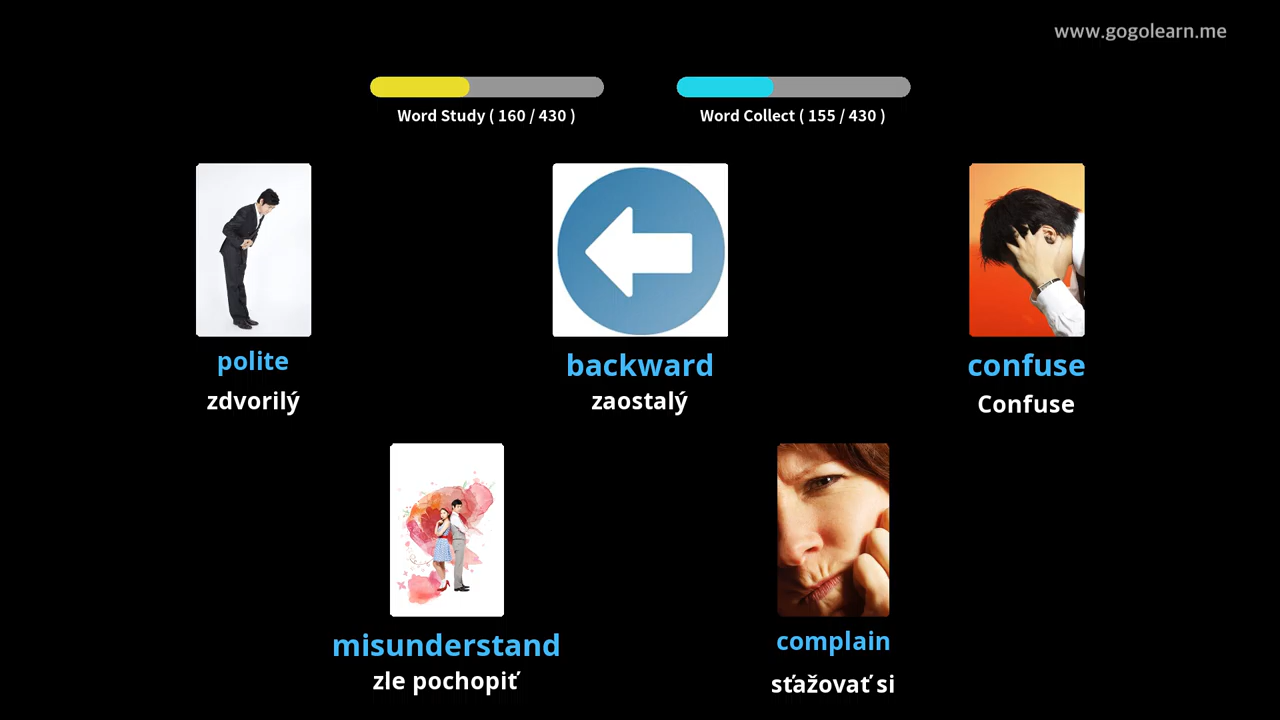 www.gogolearn.me
Word Study ( 160 / 430 )
Word Collect ( 155 / 430 )
polite
zdvorilý
backward
zaostalý
confuse
Confuse
misunderstand
zle pochopiť
complain
sťažovať si